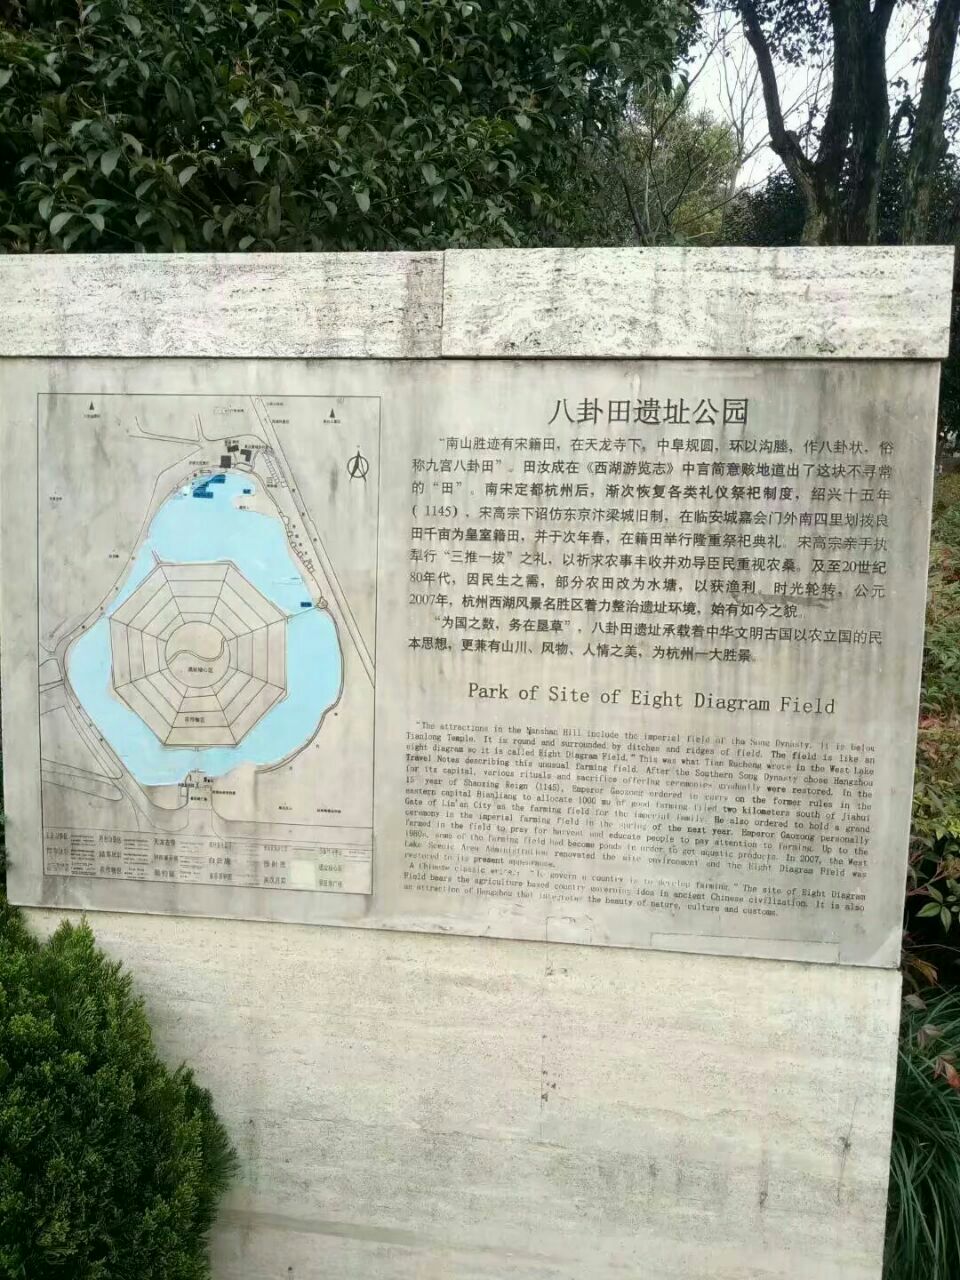 八卦田遗址公园
“南山胜迹有宋籍田，在天龙寺下，中阜规圆，环以沟塍，作八卦状，俗
称九宫八卦田”。田汝成在《西湖游览志》中言简意赅地道出了这块不寻常
的“田”。南宋定都杭州后，渐次恢复各类礼仪祭祀制度，绍兴十五年
（1145），宋高宗下诏仿东京汴梁城旧制，在临安城嘉会门外南四里划拨良
田千亩为皇室籍田，并于次年春，在籍田举行隆重祭祀典礼。宋高宗亲手执
犁行“三推一拔”之礼，以祈求农事丰收并劝导臣民重视农桑。及至20世纪
80年代，因民生之需，部分农田改为水塘，以获渔利。时光轮转，公元
2007年，杭州西湖风景名胜区着力整治遗址环境，始有如今之貌。
“为国之数，务在垦草”，八卦田遗址承载着中华文明古国以农立国的民
本思想，更兼有山川、风物、人情之美，为杭州一大胜景。
Park of Site of Eight Diagram Field
"The attractions in the Nanshan Hill include the imperial field of the Song Dynasty. It is below
Tianlong Temple. It is round and surrounded by ditches and ridges of field. The field is like an
eight diagram so it is called Eight Diagram Field." This was what Tian Rucheng wrote in the West Lake
Travel Notes describing this unusual farming field. After the Southern Song Dynasty chose Hangzhou
for its capital, various rituals and sacrifice offering ceremonies gradually were restored. In the
15 year of Shaoxing Reign (1145), Emperor Gaozong ordered to carry on the former rules in the
eastern capital Bianliang to allocate 1000 mu of good farming filed two kilometers south of Jiahui
Gate of Lin'an City as the farming field for the imperial family. He also ordered to hold a grand
ceremony is the imperial farming field in the spring of the next year. Emperor Gaozong personally
farmed in the field to pray for harvest and educate people to pay attention to farming. Up to the
1980s, some of the farming field had become ponds in order to get aquatic products. In 2007, the West
Lake Scenic Area Administration renovated the site environment and the Eight Diagram Field was
restored to its present appearance.
A Chinese classic writes: "To govern a country is to develop farming." The site of Eight Diagram
Field bears the agriculture based country governing idea in ancient Chinese civilization. It is also
an attraction of Hangzhou that integrates the beauty of nature, culture and customs.